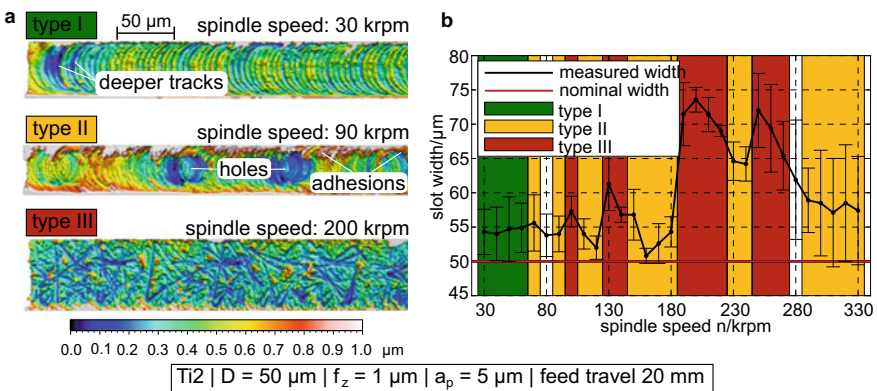 a
type I
50 µm
spindle speed: 30 krpm
deeper tracks
type II
spindle speed: 90 krpm
holes
adhesions
type III
spindle speed: 200 krpm
0.0 0.1 0.2 0.3 0.4 0.5 0.6 0.7 0.8 0.9 1.0 µm
b
slot width/µm
80
75
70
65
60
55
50
45
measured width
nominal width
type I
type II
type III
30 80 130 180 230 280 330
spindle speed n/krpm
Ti2 | D = 50 µm | fz = 1 µm | ap = 5 µm | feed travel 20 mm